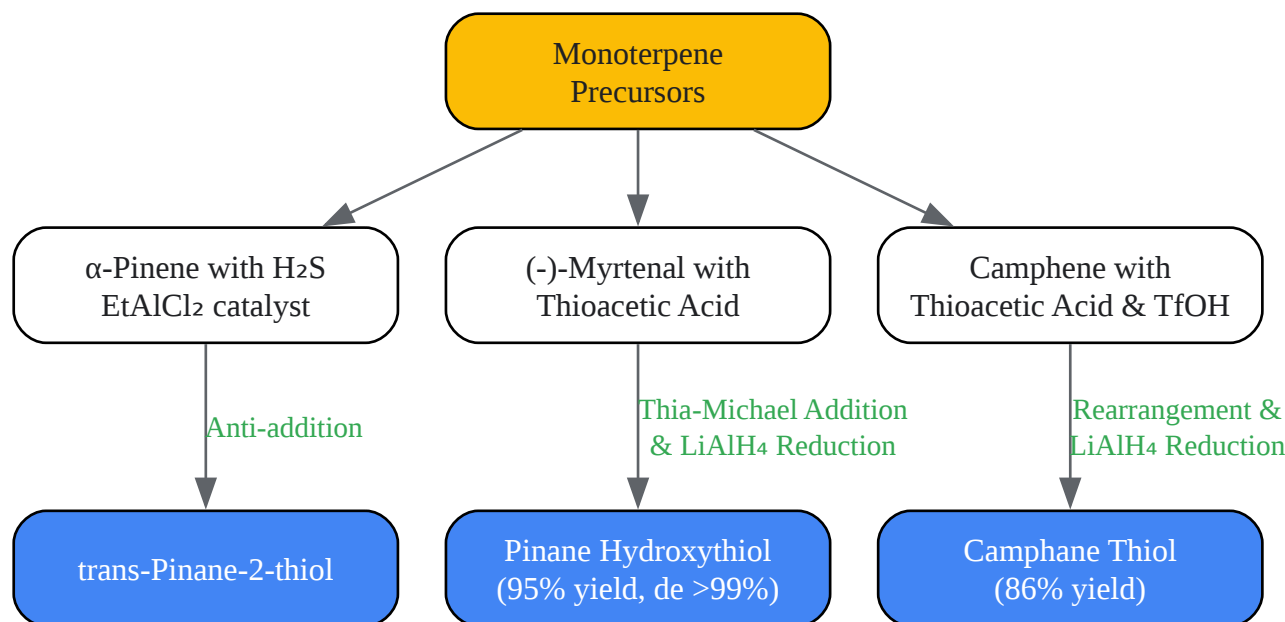 Monoterpene
Precursors
α-Pinene with H₂S
EtAlCl₂ catalyst
(-)-Myrtenal with
Thioacetic Acid
Camphene with
Thioacetic Acid & TfOH
Anti-addition
Thia-Michael Addition
& LiAlH₄ Reduction
Rearrangement &
LiAlH₄ Reduction
trans-Pinane-2-thiol
Pinane Hydroxythiol
(95% yield, de >99%)
Camphane Thiol
(86% yield)